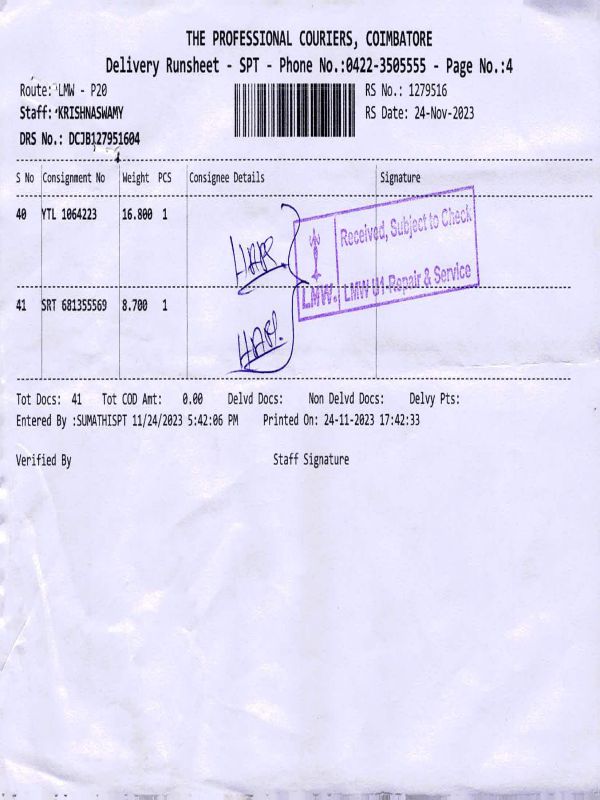 THE PROFESSIONAL COURIERS, COIMBATORE
Delivery Runsheet - SPT - Phone No.:0422-3505555 - Page No.:4
Route: LMW - P20 RS No.: 1279516
Staff: KRISHNASWAMY RS Date: 24-Nov-2023
DRS No.: DCJB127951604
S No Consignment No Weight PCS Consignee Details Signature
40 YTL 1064223 16.800 1
Received, Subject to Check
LMW. LMW U1 Repair & Service
41 SRT 681355569 8.700 1
Tot Docs: 41 Tot COD Amt: 0.00 Delvd Docs: Non Delvd Docs: Delvy Pts:
Entered By :SUMATHISPT 11/24/2023 5:42:06 PM Printed On: 24-11-2023 17:42:33
Verified By Staff Signature